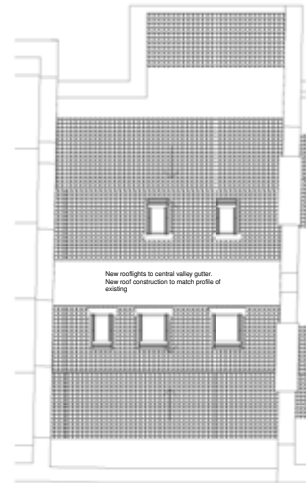 New rooflights to central valley gutter.
New roof construction to match profile of
existing